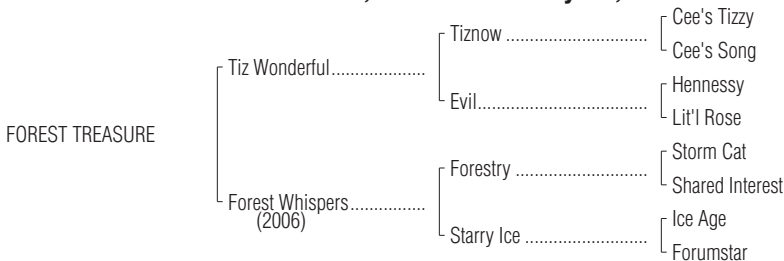 Cee's Tizzy
Tiznow
Cee's Song
Tiz Wonderful
Hennessy
Evil
Lit'l Rose
FOREST TREASURE
Storm Cat
Forestry
Shared Interest
Forest Whispers
(2006)
Ice Age
Starry Ice
Forumstar